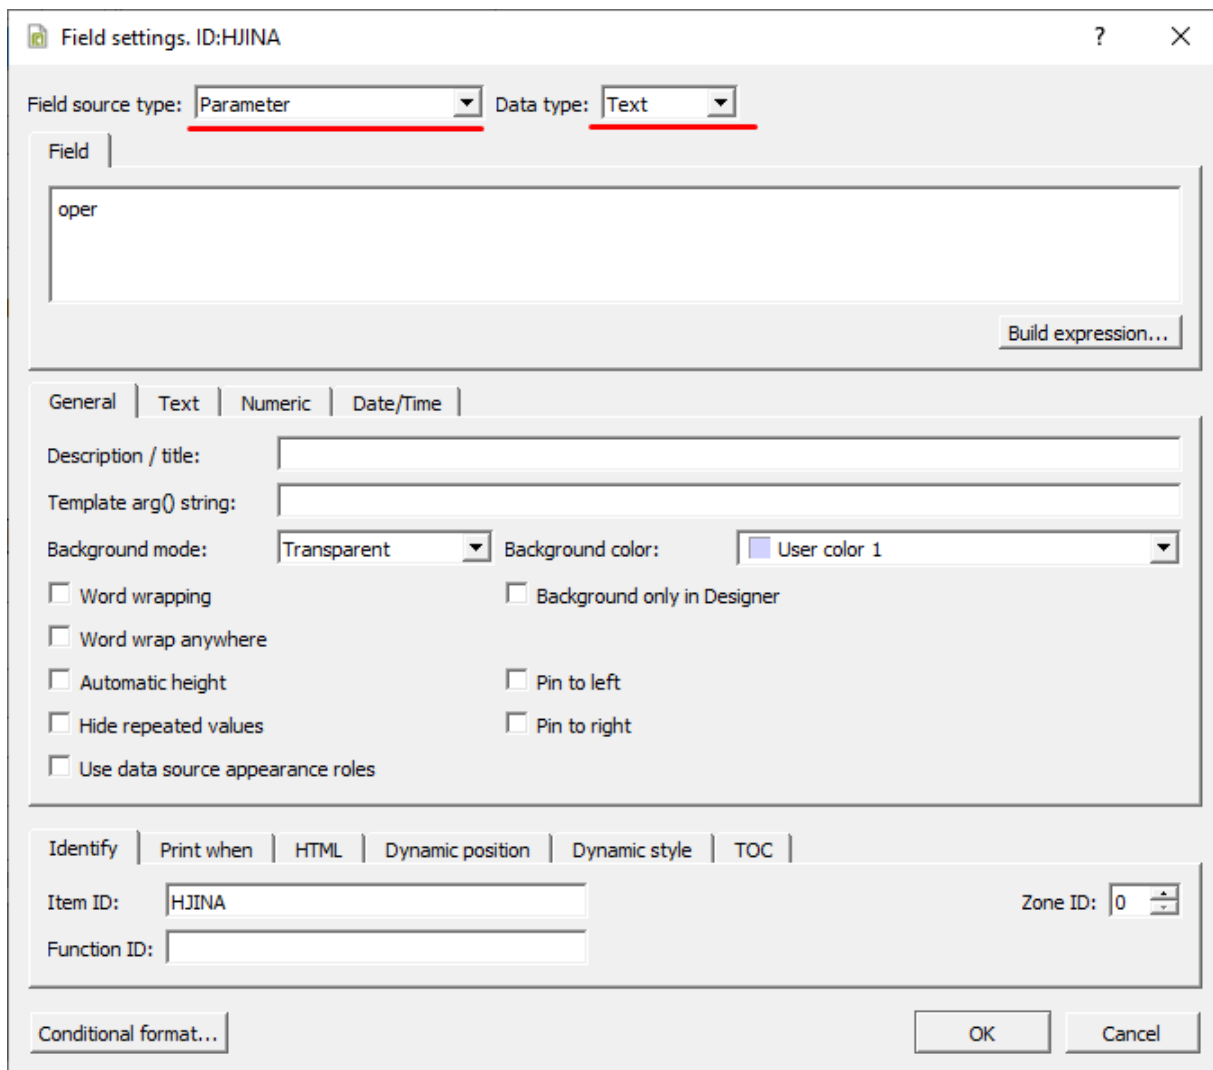 Field settings. ID:HJINA ?
Field source type: Parameter Data type: Text
Field
oper
Build expression...
General Text Numeric Date/Time
Description / title:
Template arg() string:
Background mode: Transparent Background color: User color 1
Word wrapping Background only in Designer
Word wrap anywhere
Automatic height Pin to left
Hide repeated values Pin to right
Use data source appearance roles
Identify Print when HTML Dynamic position Dynamic style TOC
Item ID: HJINA Zone ID: 0
Function ID:
Conditional format... OK Cancel